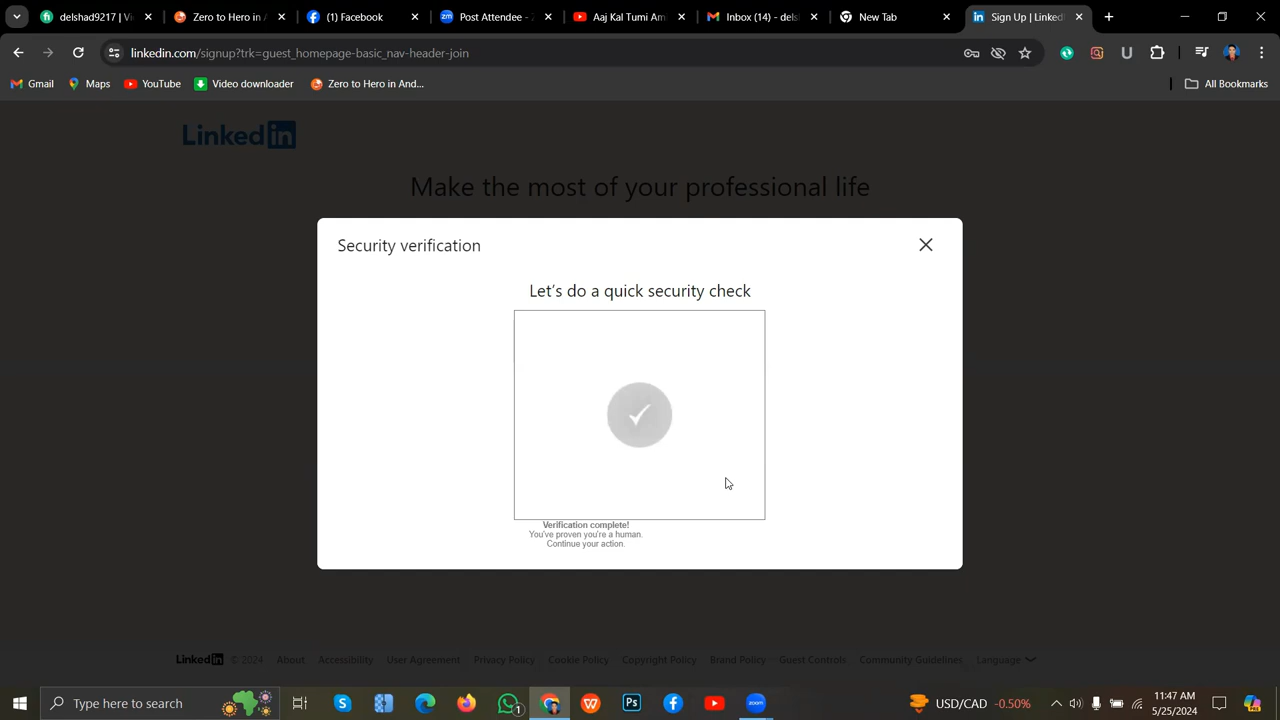 delshad9217 | Vi
Zero to Hero in A
(1) Facebook
Post Attendee - Z
Aaj Kal Tumi Am
Inbox (14) - dels
New Tab
Sign Up | Linked
linkedin.com/signup?trk=guest_homepage-basic_nav-header-join
Gmail
Maps
YouTube
Video downloader
Zero to Hero in And...
All Bookmarks
Linked in
Make the most of your professional life
Security verification
Let's do a quick security check
Verification complete!
You've proven you're a human.
Continue your action.
Linked in © 2024 About Accessibility User Agreement Privacy Policy Cookie Policy Copyright Policy Brand Policy Guest Controls Community Guidelines Language
Type here to search
1
Ps
zoom
USD/CAD -0.50%
11:47 AM
5/25/2024